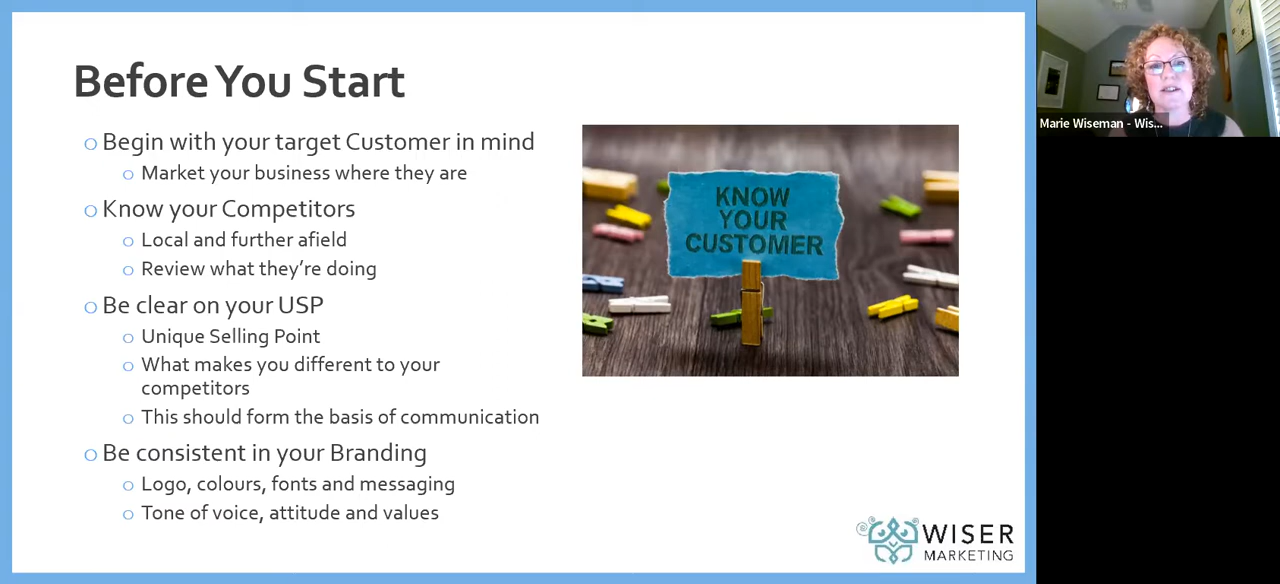 Before You Start
o Begin with your target Customer in mind
o Market your business where they are
o Know your Competitors
o Local and further afield
o Review what they're doing
o Be clear on your USP
o Unique Selling Point
o What makes you different to your
competitors
o This should form the basis of communication
o Be consistent in your Branding
o Logo, colours, fonts and messaging
o Tone of voice, attitude and values
KNOW
YOUR
CUSTOMER
WISER
MARKETING
Marie Wiseman - Wis...